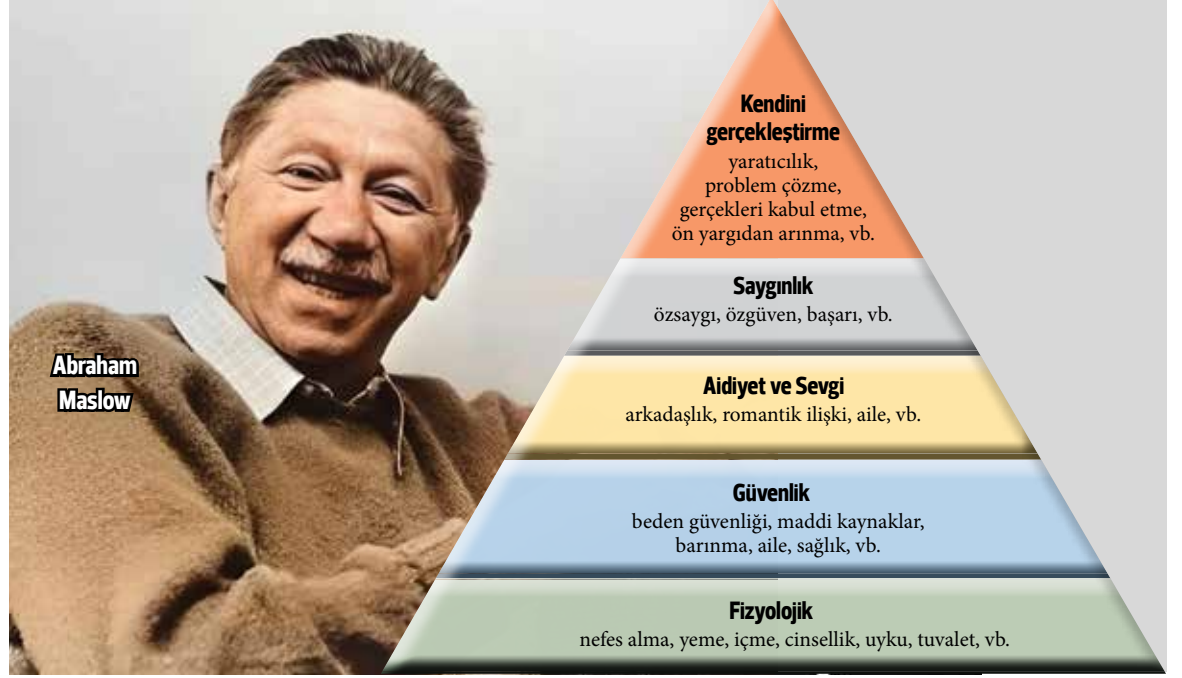 Abraham
Maslow
Kendini
gerçekleştirme
yaratıcılık,
problem çözme,
gerçekleri kabul etme,
ön yargıdan arınma, vb.
Saygınlık
özsaygı, özgüven, başarı, vb.
Aidiyet ve Sevgi
arkadaşlık, romantik ilişki, aile, vb.
Güvenlik
beden güvenliği, maddi kaynaklar,
barınma, aile, sağlık, vb.
Fizyolojik
nefes alma, yeme, içme, cinsellik, uyku, tuvalet, vb.